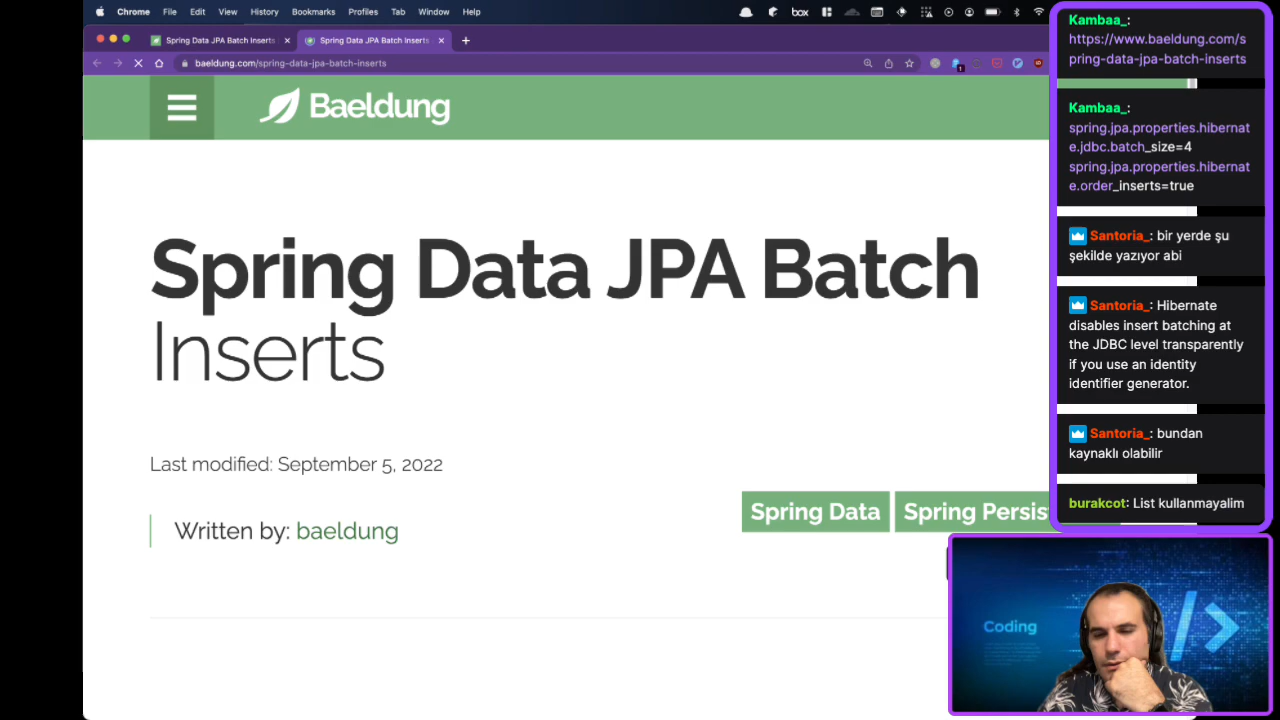 Chrome File Edit View History Bookmarks Profiles Tab Window Help
box
Spring Data JPA Batch Inserts
Spring Data JPA Batch Inserts
baeldung.com/spring-data-jpa-batch-inserts
Baeldung
Spring Data JPA Batch
Inserts
Last modified: September 5, 2022
Written by: baeldung
Spring Data
Spring Persist
Kambaa_:
https://www.baeldung.com/s
pring-data-jpa-batch-inserts
Kambaa_:
spring.jpa.properties.hibernat
e.jdbc.batch_size=4
spring.jpa.properties.hibernat
e.order_inserts=true
Santoria_: bir yerde şu
şekilde yazıyor abi
Santoria_: Hibernate
disables insert batching at
the JDBC level transparently
if you use an identity
identifier generator.
Santoria_: bundan
kaynaklı olabilir
burakcot: List kullanmayalim
Coding